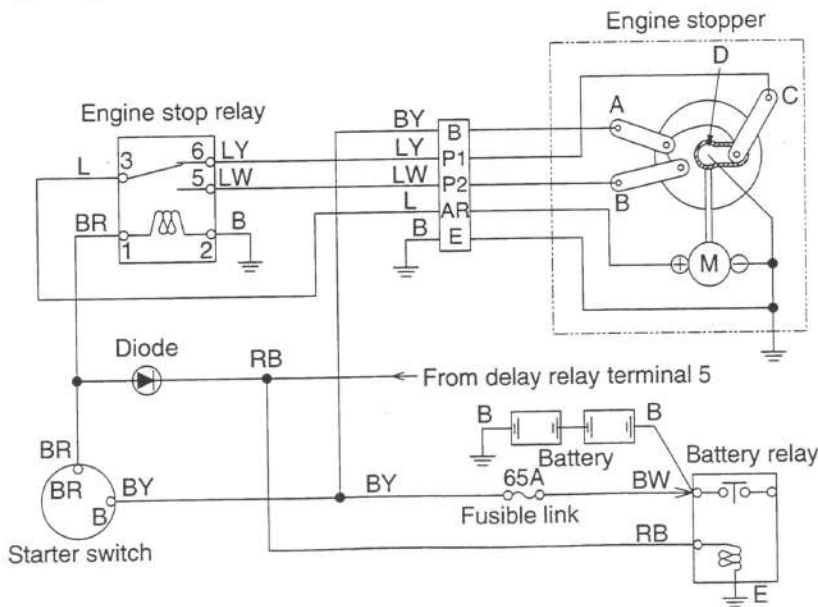 Engine stopper
D
A
C
Engine stop relay
BY
B
3
6
LY
LY
P1
L
5
LW
LW
P2
B
L
AR
BR
B
B
E
1
2
M
Diode
RB
From delay relay terminal 5
B
B
BR
Battery
Battery relay
BR
BY
BY
65A
BW
B
Fusible link
Starter switch
RB
E